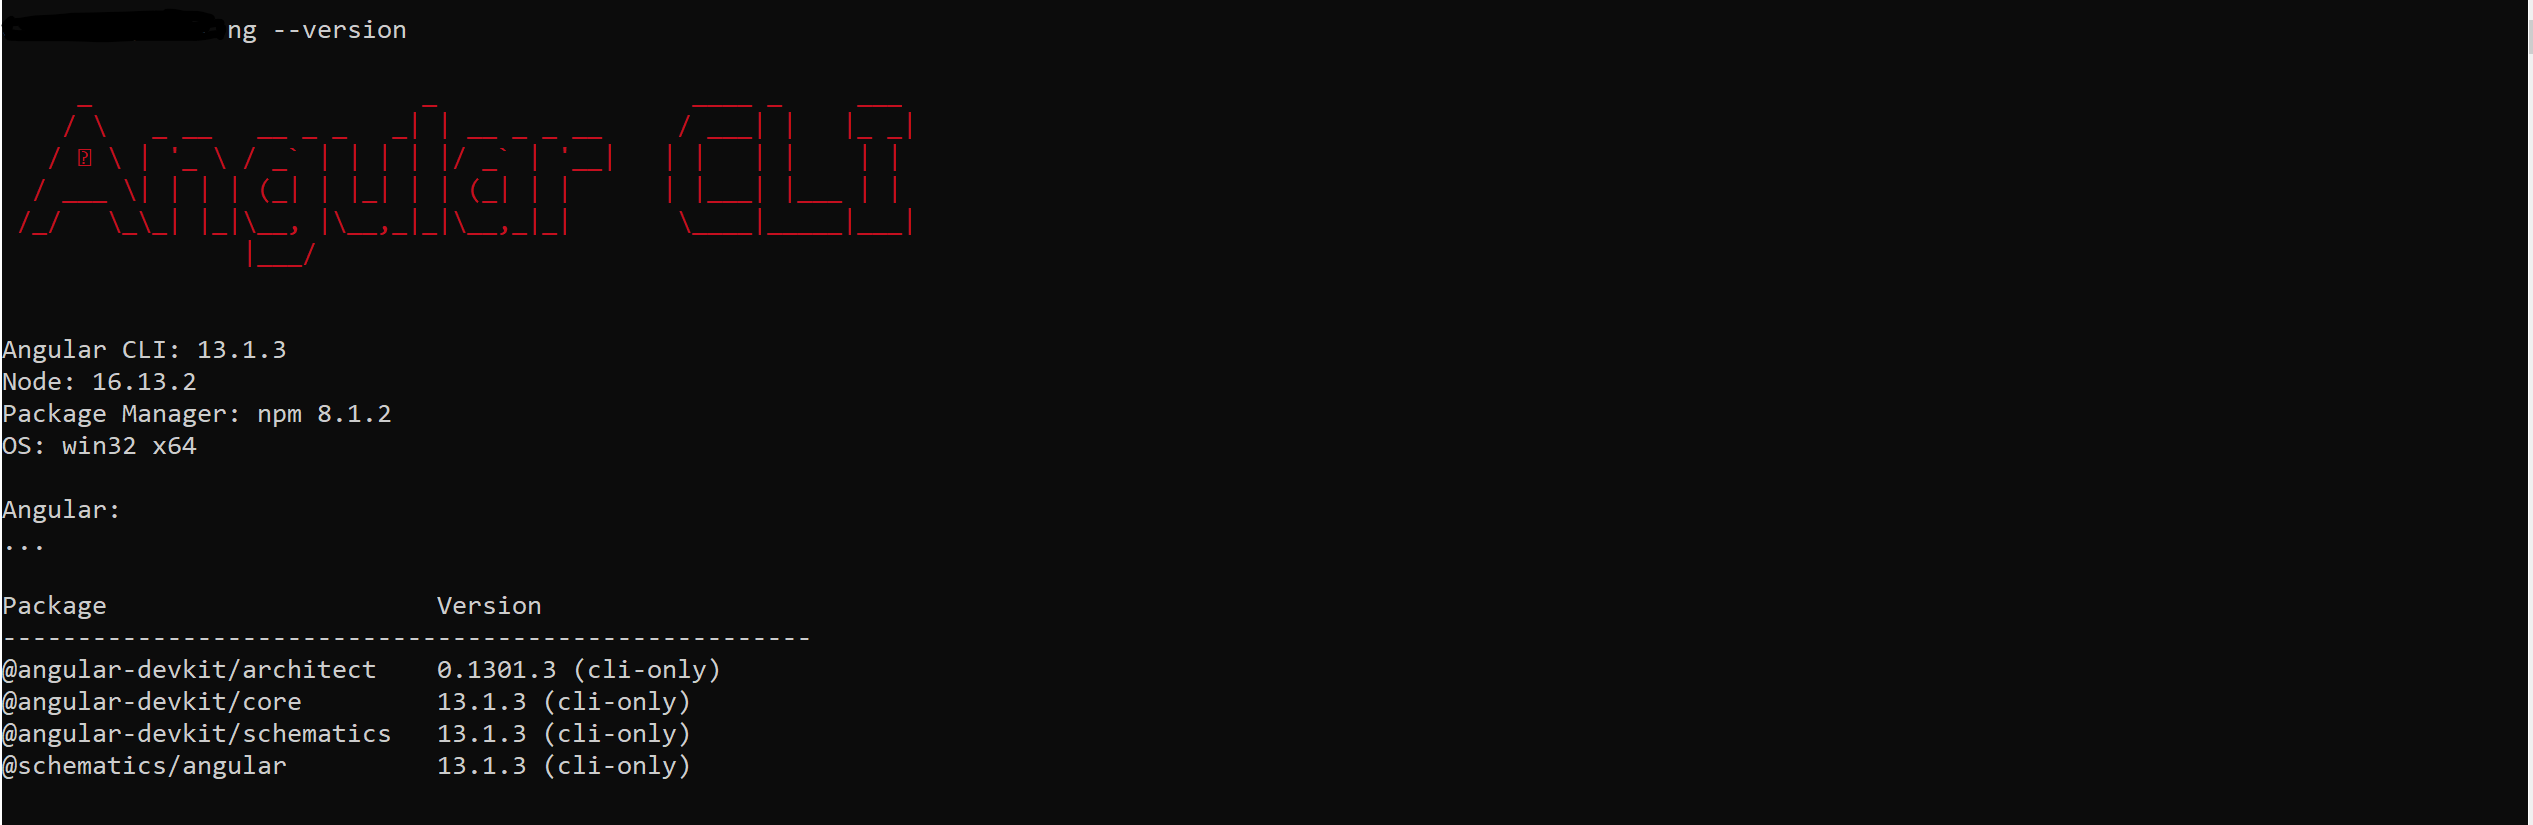 ng --version
Angular CLI
Angular CLI: 13.1.3
Node: 16.13.2
Package Manager: npm 8.1.2
OS: win32 x64
Angular:
...
Package Version
------------------------------------------------------
@angular-devkit/architect 0.1301.3 (cli-only)
@angular-devkit/core 13.1.3 (cli-only)
@angular-devkit/schematics 13.1.3 (cli-only)
@schematics/angular 13.1.3 (cli-only)